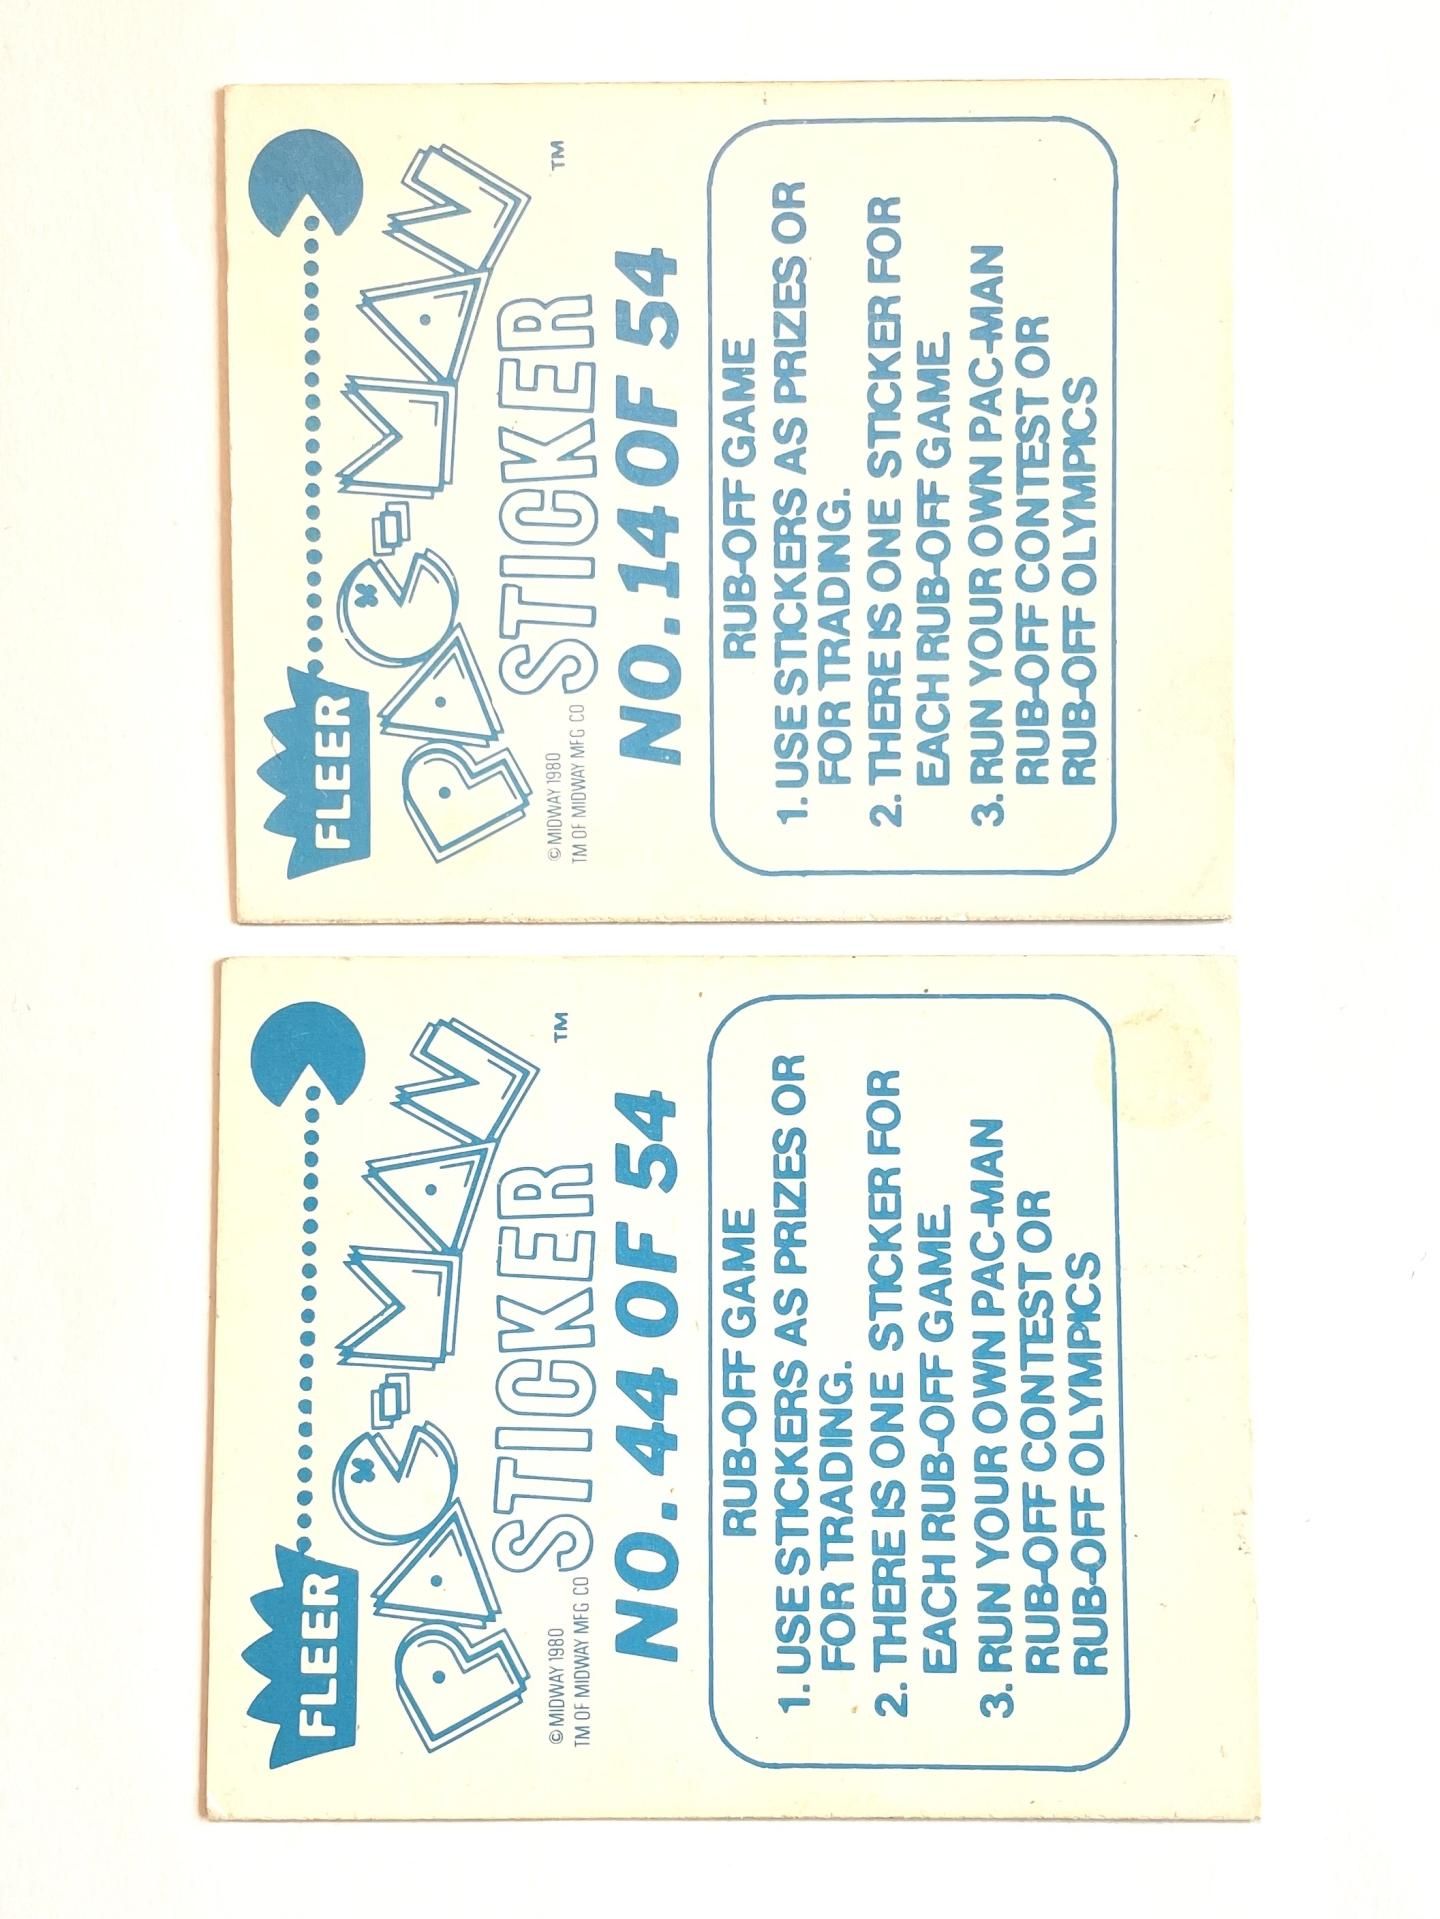 FLEER
PAC-MAN TM
© MIDWAY 1980
TM OF MIDWAY MFG CO
STICKER
NO. 14 OF 54
RUB-OFF GAME
1. USE STICKERS AS PRIZES OR
FOR TRADING.
2. THERE IS ONE STICKER FOR
EACH RUB-OFF GAME.
3. RUN YOUR OWN PAC-MAN
RUB-OFF CONTEST OR
RUB-OFF OLYMPICS
FLEER
PAC-MAN TM
© MIDWAY 1980
TM OF MIDWAY MFG CO
STICKER
NO. 44 OF 54
RUB-OFF GAME
1. USE STICKERS AS PRIZES OR
FOR TRADING.
2. THERE IS ONE STICKER FOR
EACH RUB-OFF GAME.
3. RUN YOUR OWN PAC-MAN
RUB-OFF CONTEST OR
RUB-OFF OLYMPICS